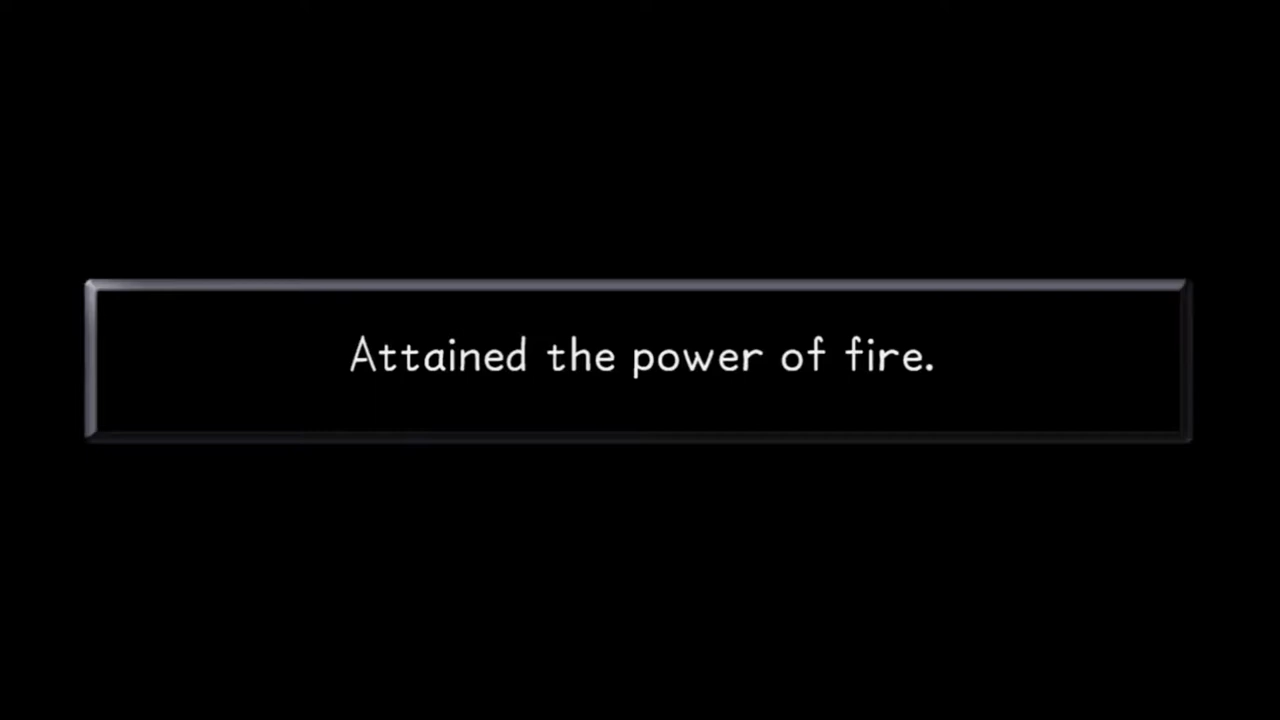 Attained the power of fire.